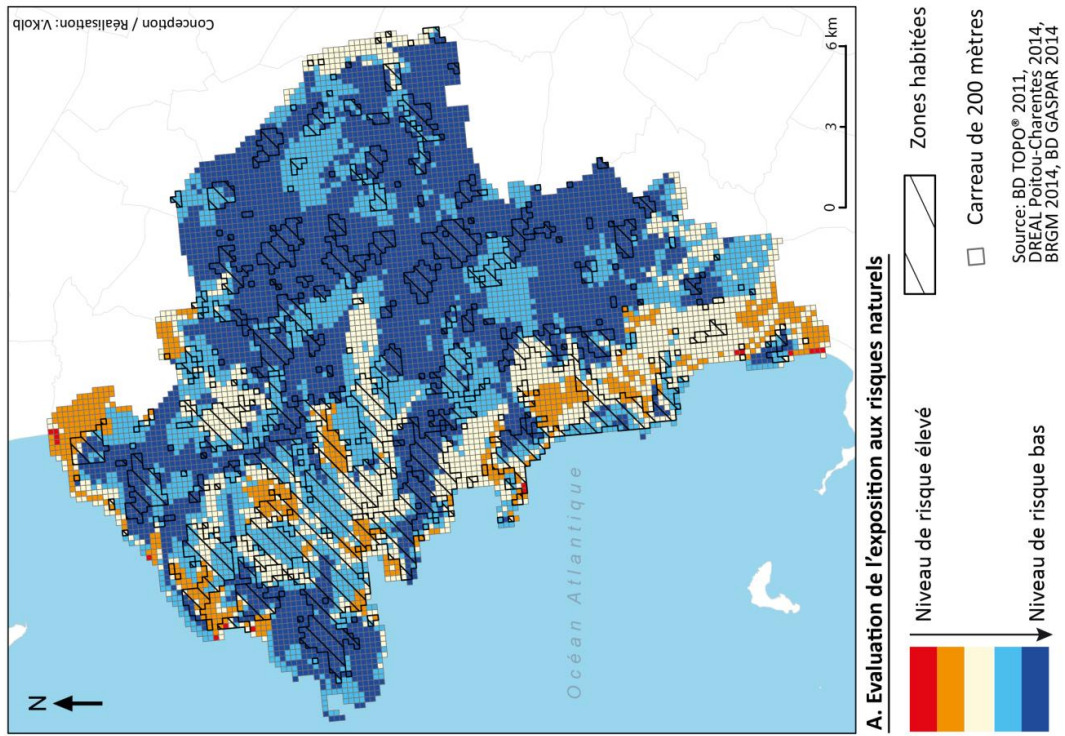 Conception / Réalisation: V.Kolb
N
Océan Atlantique
0 3 6 km
A. Evaluation de l'exposition aux risques naturels
Niveau de risque élevé
Niveau de risque bas
Zones habitées
Carreau de 200 mètres
Source: BD TOPO® 2011,
DREAL Poitou-Charentes 2014,
BRGM 2014, BD GASPAR 2014